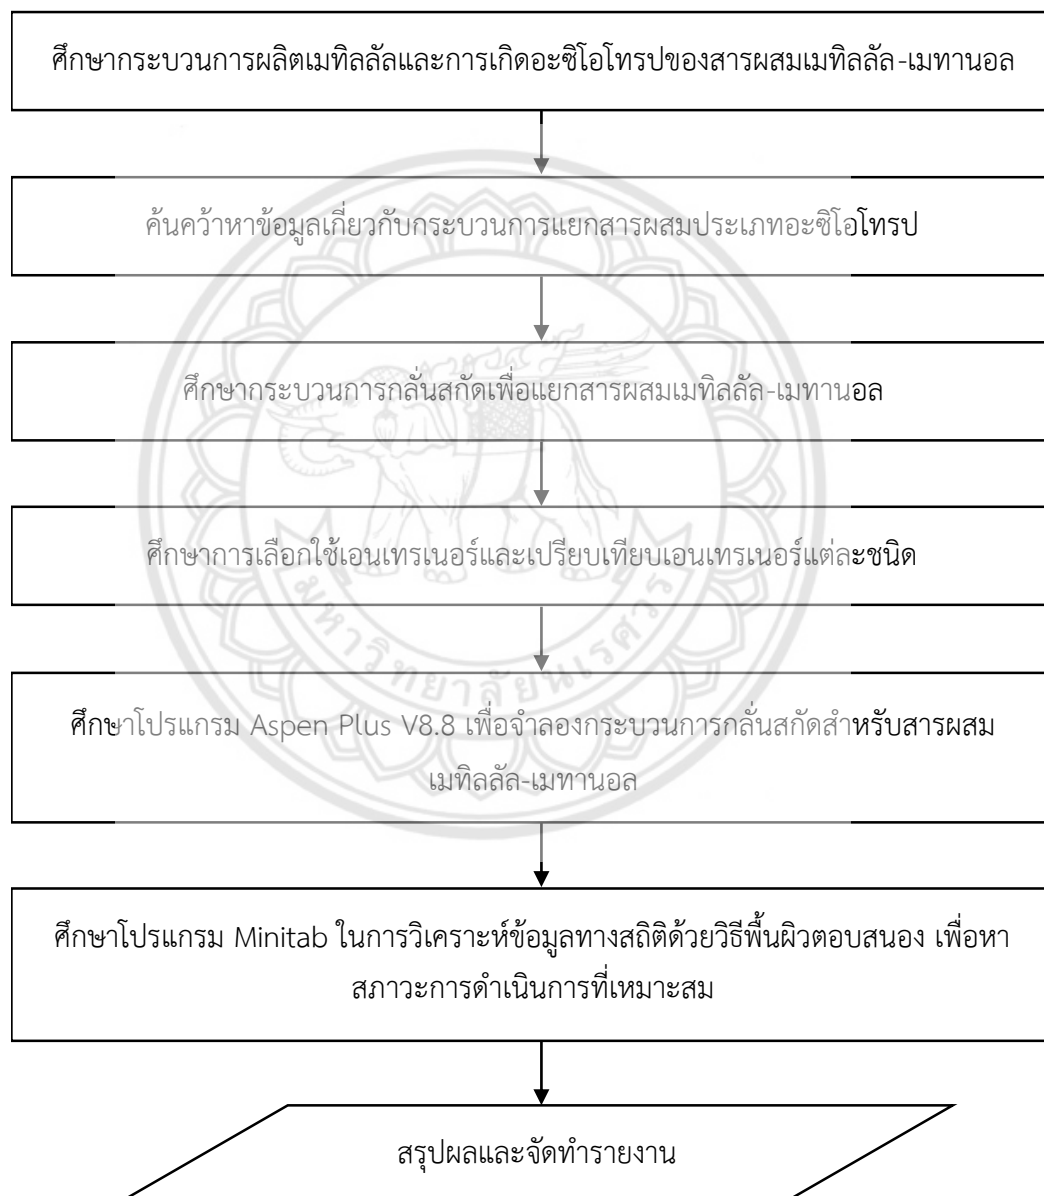 ศึกษากระบวนการผลิตเมทิลลัลและการเกิดอะซิโอโทรปของสารผสมเมทิลลัล-เมทานอล
ค้นคว้าหาข้อมูลเกี่ยวกับกระบวนการแยกสารผสมประเภทอะซิโอโทรป
ศึกษากระบวนการกลั่นสกัดเพื่อแยกสารผสมเมทิลลัล-เมทานอล
ศึกษาการเลือกใช้เอนเทรเนอร์และเปรียบเทียบเอนเทรเนอร์แต่ละชนิด
มหาวิทยาลัยนเรศวร
ศึกษาโปรแกรม Aspen Plus V8.8 เพื่อจำลองกระบวนการกลั่นสกัดสำหรับสารผสม
เมทิลลัล-เมทานอล
ศึกษาโปรแกรม Minitab ในการวิเคราะห์ข้อมูลทางสถิติด้วยวิธีพื้นผิวตอบสนอง เพื่อหา
สภาวะการดำเนินการที่เหมาะสม
สรุปผลและจัดทำรายงาน